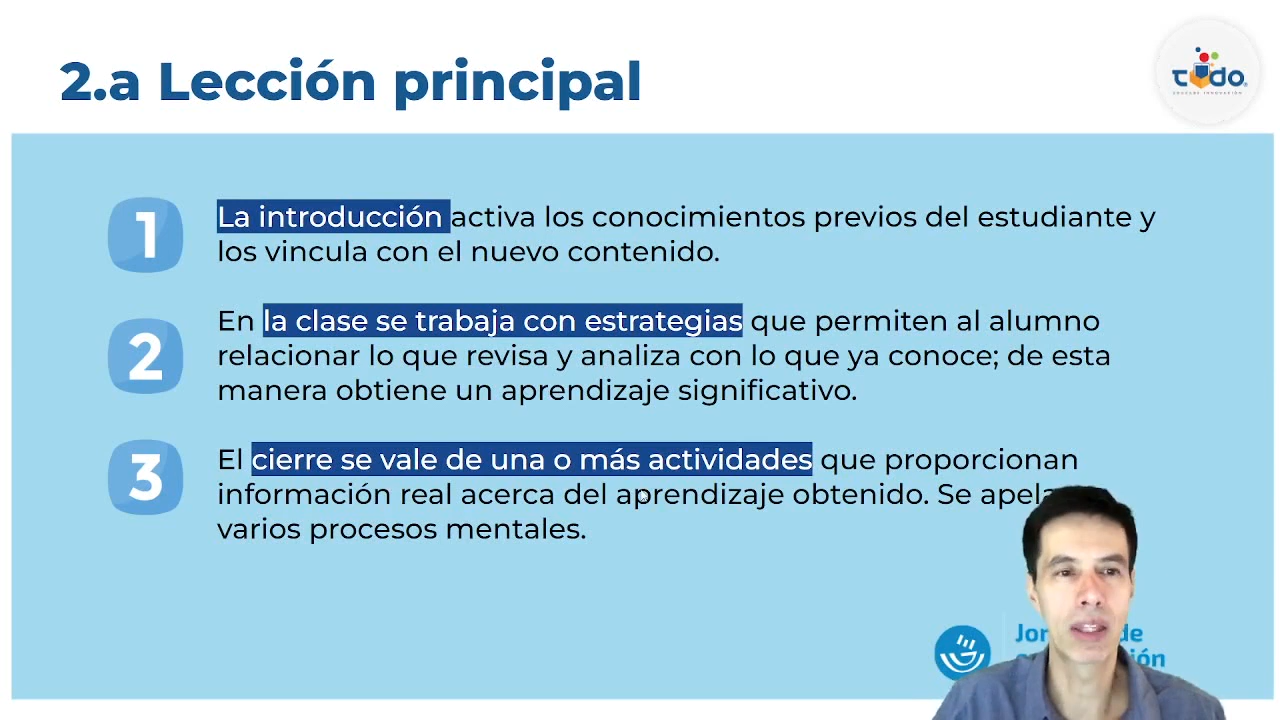 2.a Lección principal
tudo
EDUCAR E INNOVACIÓN
1
La introducción activa los conocimientos previos del estudiante y
los vincula con el nuevo contenido.
2
En la clase se trabaja con estrategias que permiten al alumno
relacionar lo que revisa y analiza con lo que ya conoce; de esta
manera obtiene un aprendizaje significativo.
3
El cierre se vale de una o más actividades que proporcionan
información real acerca del aprendizaje obtenido. Se apela
varios procesos mentales.
de